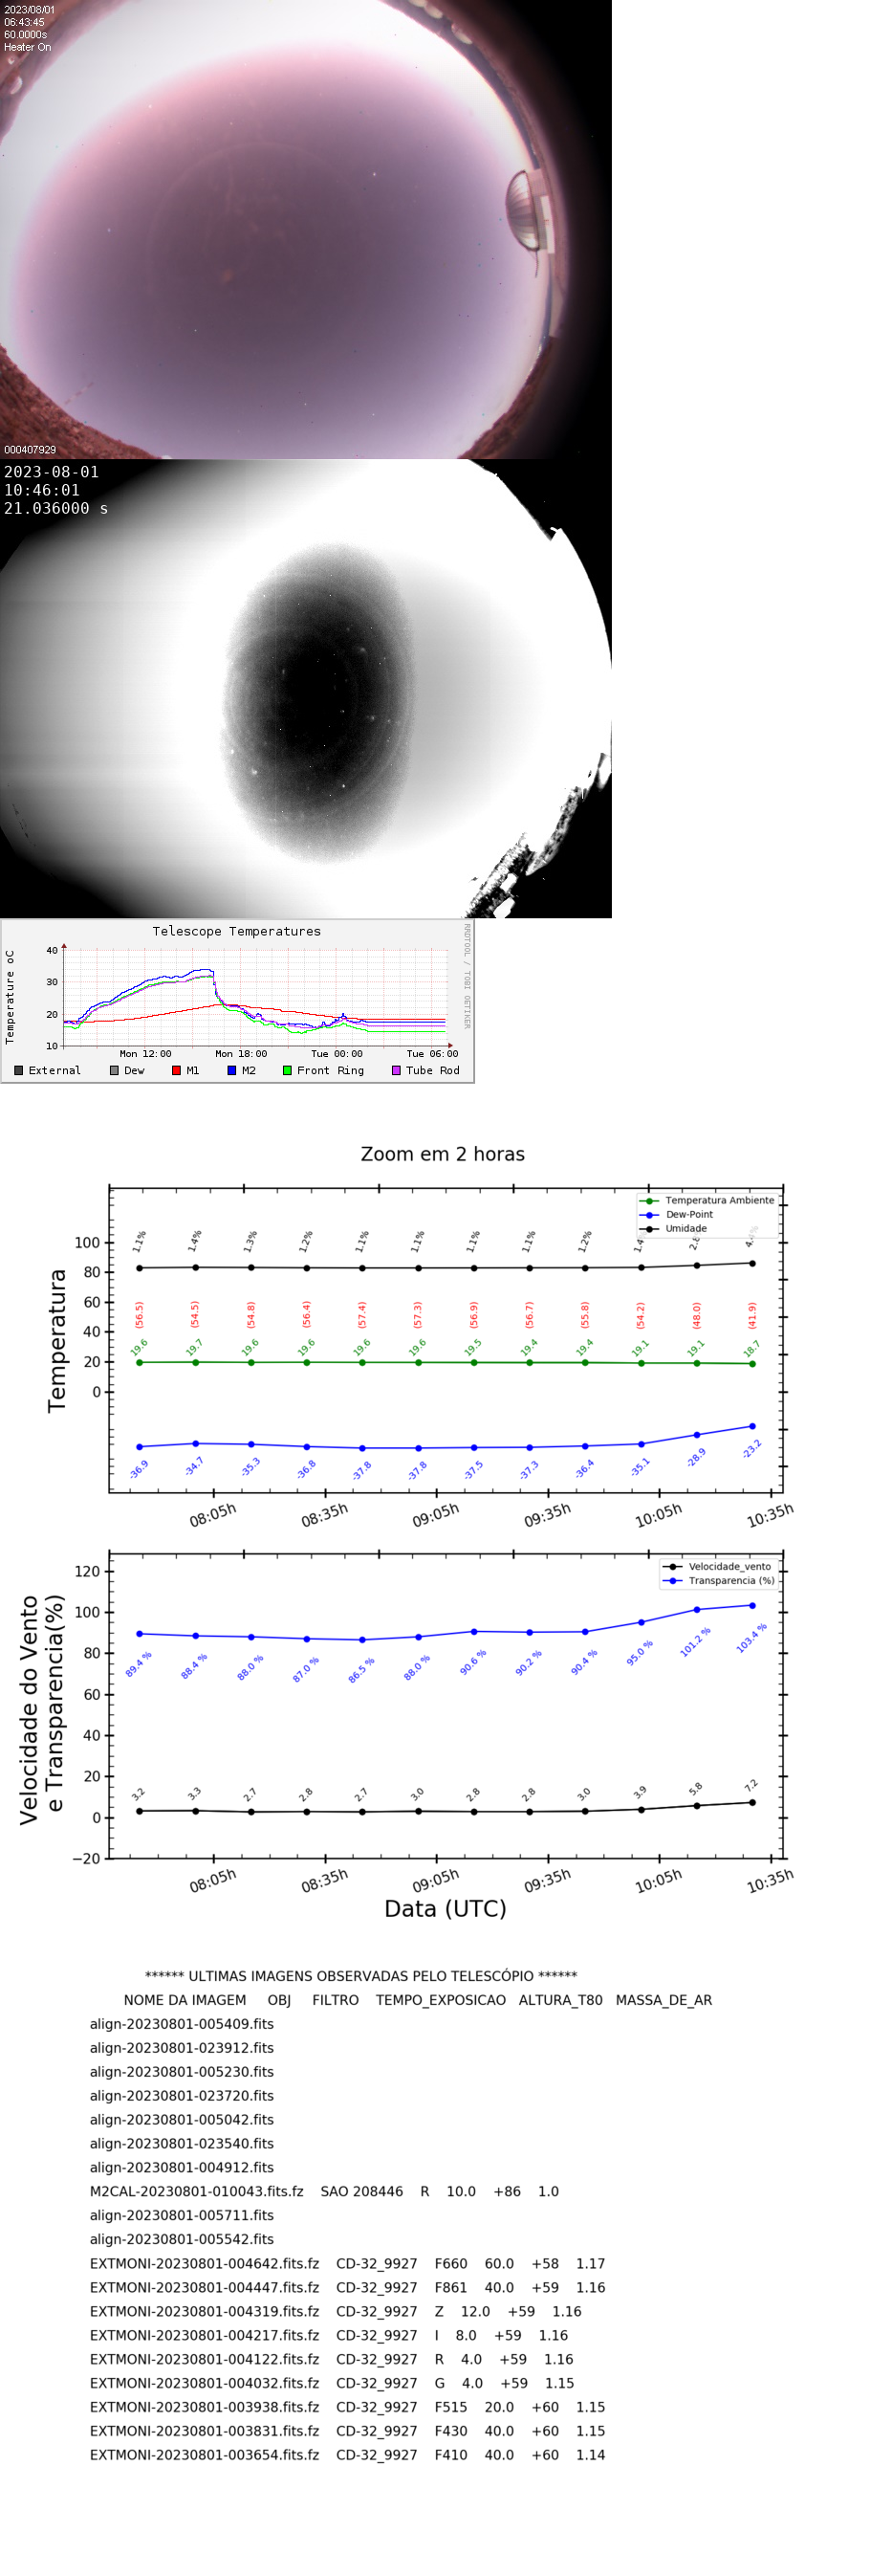 2023/08/01
06:43:45
60.0000s
Heater On
000407929
2023-08-01
10:46:01
21.036000 s
Telescope Temperatures
RRDTOOL / TOBI OETIKER
Temperature oC
40
30
20
10
Mon 12:00 Mon 18:00 Tue 00:00 Tue 06:00
External Dew M1 M2 Front Ring Tube Rod
Zoom em 2 horas
Temperatura Ambiente
Dew-Point
Umidade
Temperatura
100
80
60
40
20
0
1.1% 1.4% 1.3% 1.2% 1.1% 1.1% 1.1% 1.1% 1.2%
(56.5) (54.5) (54.8) (56.4) (57.4) (57.3) (56.9) (56.7) (55.8) (54.2) (48.0) (41.9)
19.6 19.7 19.6 19.6 19.6 19.6 19.5 19.4 19.4 19.1 19.1 18.7
-36.9 -34.7 -35.3 -36.8 -37.8 -37.8 -37.5 -37.3 -36.4 -35.1 -28.9 -23.2
08:05h 08:35h 09:05h 09:35h 10:05h 10:35h
Velocidade_vento
Transparencia (%)
Velocidade do Vento
e Transparencia(%)
120
100
80
60
40
20
0
−20
89.4 % 88.4 % 88.0 % 87.0 % 86.5 % 88.0 % 90.6 % 90.2 % 90.4 % 95.0 % 101.2 % 103.4 %
3.2 3.3 2.7 2.8 2.7 3.0 2.8 2.8 3.0 3.9 5.8 7.2
08:05h 08:35h 09:05h 09:35h 10:05h 10:35h
Data (UTC)
****** ULTIMAS IMAGENS OBSERVADAS PELO TELESCÓPIO ******
NOME DA IMAGEM OBJ FILTRO TEMPO_EXPOSICAO ALTURA_T80 MASSA_DE_AR
align-20230801-005409.fits
align-20230801-023912.fits
align-20230801-005230.fits
align-20230801-023720.fits
align-20230801-005042.fits
align-20230801-023540.fits
align-20230801-004912.fits
M2CAL-20230801-010043.fits.fz SAO 208446 R 10.0 +86 1.0
align-20230801-005711.fits
align-20230801-005542.fits
EXTMONI-20230801-004642.fits.fz CD-32_9927 F660 60.0 +58 1.17
EXTMONI-20230801-004447.fits.fz CD-32_9927 F861 40.0 +59 1.16
EXTMONI-20230801-004319.fits.fz CD-32_9927 Z 12.0 +59 1.16
EXTMONI-20230801-004217.fits.fz CD-32_9927 I 8.0 +59 1.16
EXTMONI-20230801-004122.fits.fz CD-32_9927 R 4.0 +59 1.16
EXTMONI-20230801-004032.fits.fz CD-32_9927 G 4.0 +59 1.15
EXTMONI-20230801-003938.fits.fz CD-32_9927 F515 20.0 +60 1.15
EXTMONI-20230801-003831.fits.fz CD-32_9927 F430 40.0 +60 1.15
EXTMONI-20230801-003654.fits.fz CD-32_9927 F410 40.0 +60 1.14